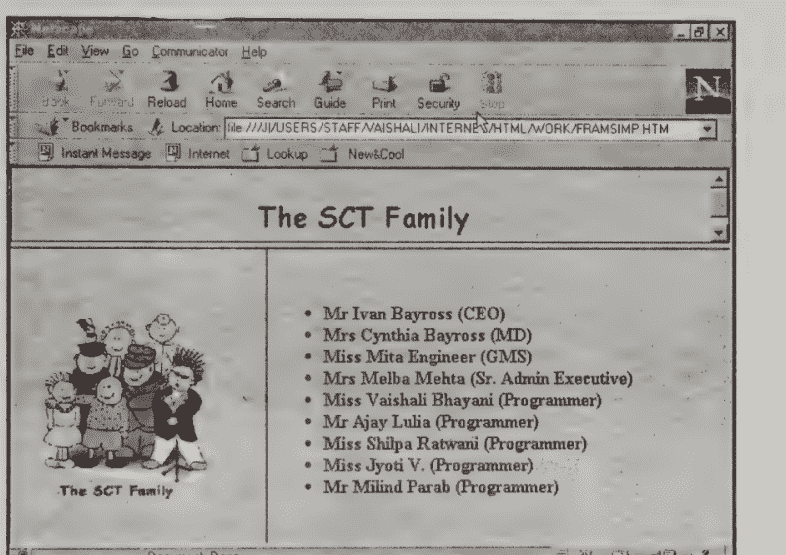 File Edit View Go Communicator Help
Back Forward Reload Home Search Guide Print Security Stop
N
Bookmarks Location: file ///J|/USERS/STAFF/VAISHALI/INTERNES/HTML/WORK/FRAMSIMP HTM
Instant Message Internet Lookup New&Cool
The SCT Family
• Mr Ivan Bayross (CEO)
• Mrs Cynthia Bayross (MD)
• Miss Mita Engineer (GMS)
• Mrs Melba Mehta (Sr. Admin Executive)
• Miss Vaishali Bhayani (Programmer)
• Mr Ajay Lulia (Programmer)
• Miss Shilpa Ratwani (Programmer)
• Miss Jyoti V. (Programmer)
• Mr Milind Parab (Programmer)
The SCT Family